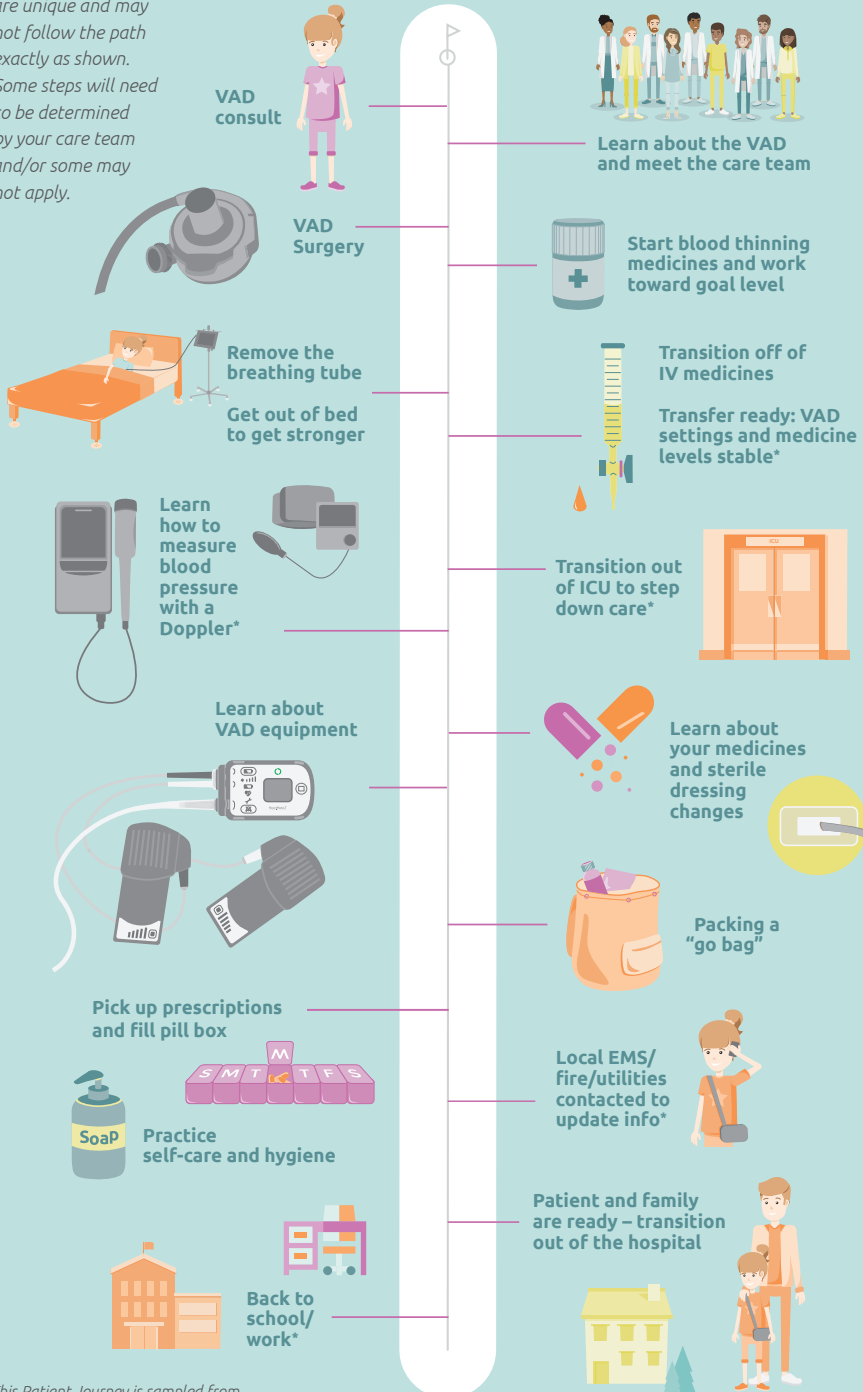 are unique and may
not follow the path
exactly as shown.
Some steps will need
to be determined
by your care team
and/or some may
not apply.
VAD
consult
Learn about the VAD
and meet the care team
VAD
Surgery
Start blood thinning
medicines and work
toward goal level
Remove the
breathing tube
Get out of bed
to get stronger
Transition off of
IV medicines
Transfer ready: VAD
settings and medicine
levels stable*
Transition out
of ICU to step
down care*
ICU
Learn
how to
measure
blood
pressure
with a
Doppler*
Learn about
your medicines
and sterile
dressing
changes
Learn about
VAD equipment
Packing a
“go bag”
Pick up prescriptions
and fill pill box
M
S M T T F S
Local EMS/
fire/utilities
contacted to
update info*
Soap
Practice
self-care and hygiene
Patient and family
are ready – transition
out of the hospital
Back to
school/
work*
This Patient Journey is sampled from